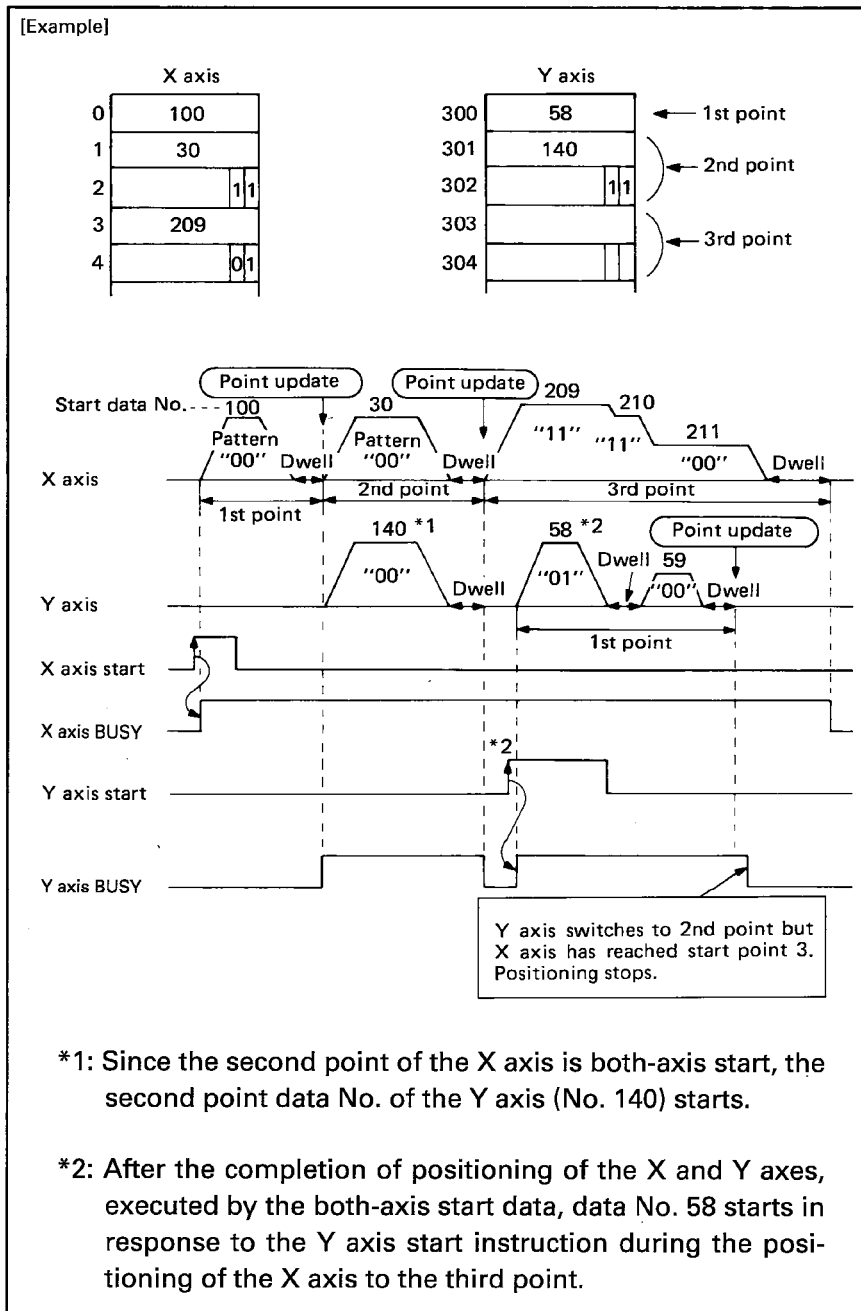 [Example]
X axis
Y axis
0 100
300 58 1st point
1 30
301 140
2nd point
2 1 1
302 1 1
3 209
303
3rd point
4 0 1
304
Point update
Point update
209
210
Start data No. --- 100
30
211
Pattern "00"
Pattern "00"
"11"
"11"
"00"
Dwell
Dwell
Dwell
X axis
1st point
2nd point
3rd point
140 *1
58 *2
Point update
"00"
Dwell
"01"
Dwell
59
"00"
Dwell
Y axis
1st point
X axis start
X axis BUSY
*2
Y axis start
Y axis BUSY
Y axis switches to 2nd point but
X axis has reached start point 3.
Positioning stops.
*1: Since the second point of the X axis is both-axis start, the
second point data No. of the Y axis (No. 140) starts.
*2: After the completion of positioning of the X and Y axes,
executed by the both-axis start data, data No. 58 starts in
response to the Y axis start instruction during the posi-
tioning of the X axis to the third point.